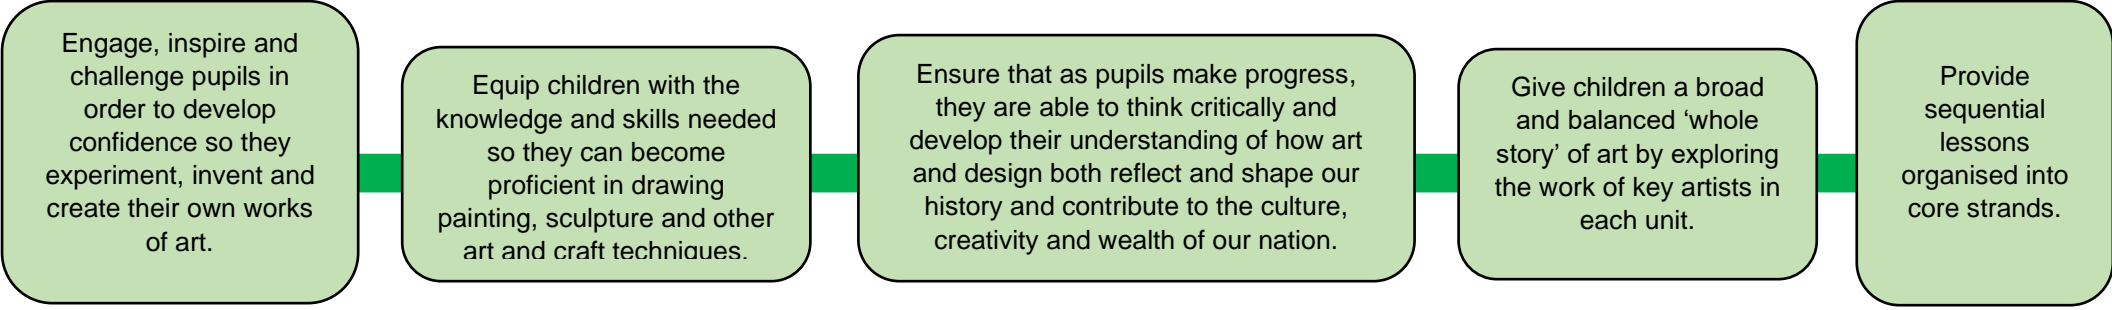 Engage, inspire and
challenge pupils in
order to develop
confidence so they
experiment, invent and
create their own works
of art.
Equip children with the
knowledge and skills needed
so they can become
proficient in drawing
painting, sculpture and other
art and craft techniques.
Ensure that as pupils make progress,
they are able to think critically and
develop their understanding of how art
and design both reflect and shape our
history and contribute to the culture,
creativity and wealth of our nation.
Give children a broad
and balanced ‘whole
story’ of art by exploring
the work of key artists in
each unit.
Provide
sequential
lessons
organised into
core strands.